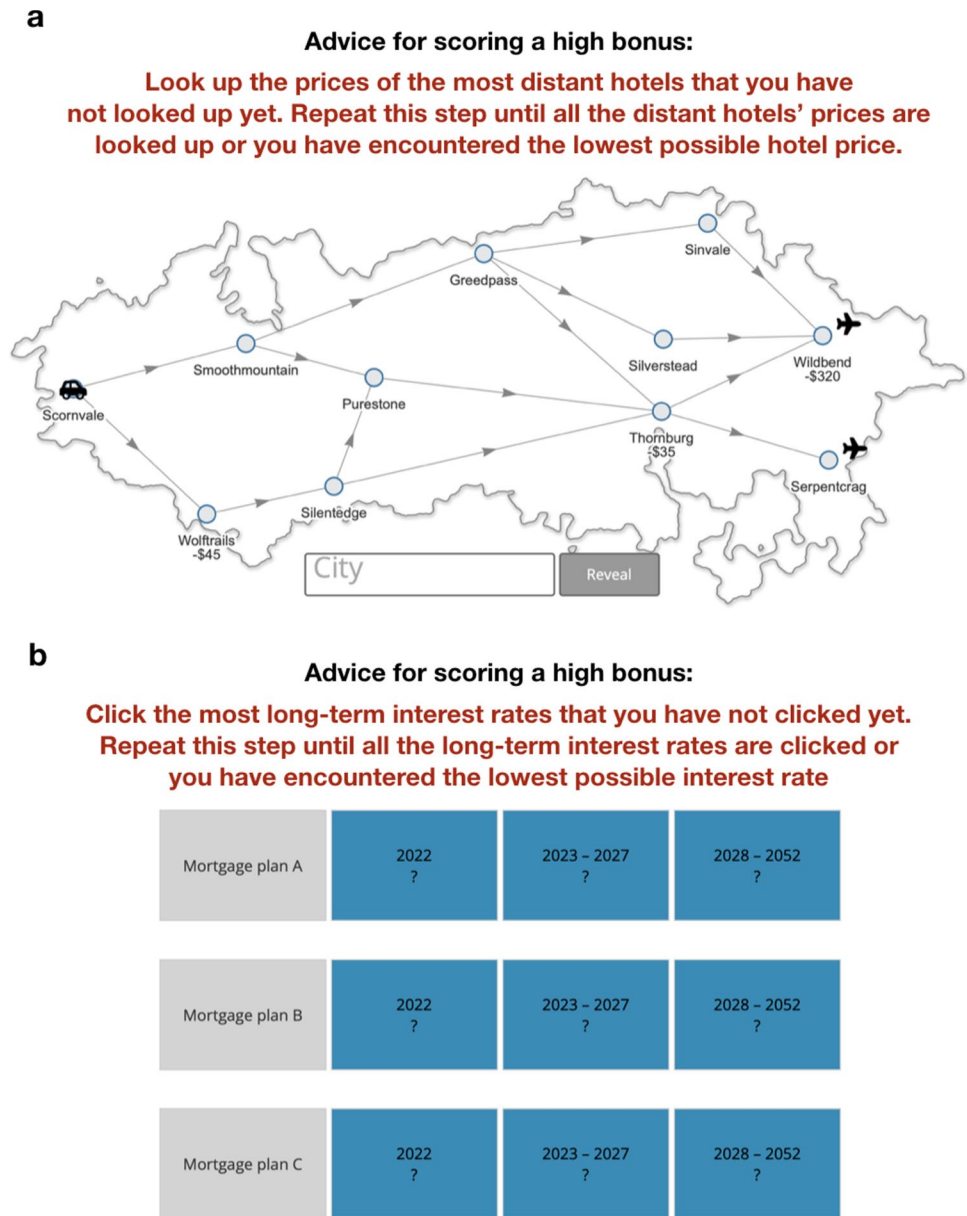 a
Advice for scoring a high bonus:
Look up the prices of the most distant hotels that you have
not looked up yet. Repeat this step until all the distant hotels' prices are
looked up or you have encountered the lowest possible hotel price.
Sinvale
Greedpass
Smoothmountain
Silverstead
Wildbend
-$320
Purestone
Scornvale
Thornburg
-$35
Serpentcrag
Silentedge
Wolftrails
-$45
City
Reveal
b
Advice for scoring a high bonus:
Click the most long-term interest rates that you have not clicked yet.
Repeat this step until all the long-term interest rates are clicked or
you have encountered the lowest possible interest rate
Mortgage plan A
2022
?
2023 – 2027
?
2028 – 2052
?
Mortgage plan B
2022
?
2023 – 2027
?
2028 – 2052
?
Mortgage plan C
2022
?
2023 – 2027
?
2028 – 2052
?